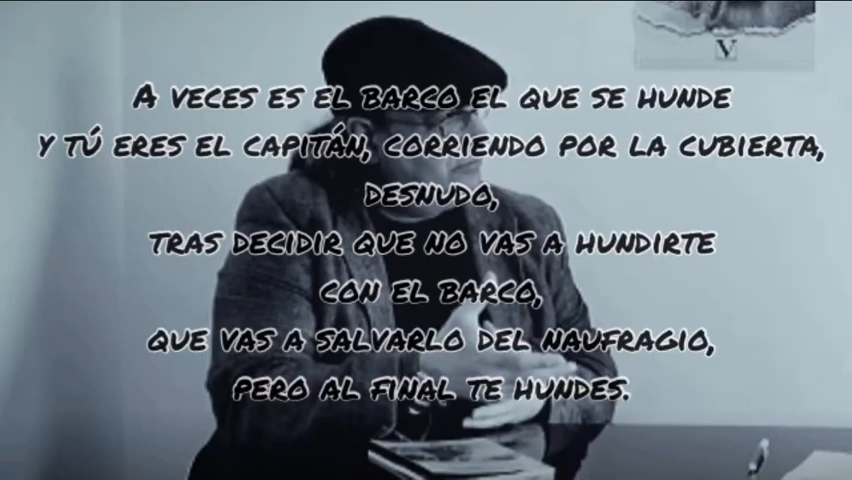 A VECES ES EL BARCO EL QUE SE HUNDE
Y TÚ ERES EL CAPITÁN, CORRIENDO POR LA CUBIERTA,
DESNUDO,
TRAS DECIDIR QUE NO VAS A HUNDIRTE
CON EL BARCO,
QUE VAS A SALVARLO DEL NAUFRAGIO,
PERO AL FINAL TE HUNDES.
V